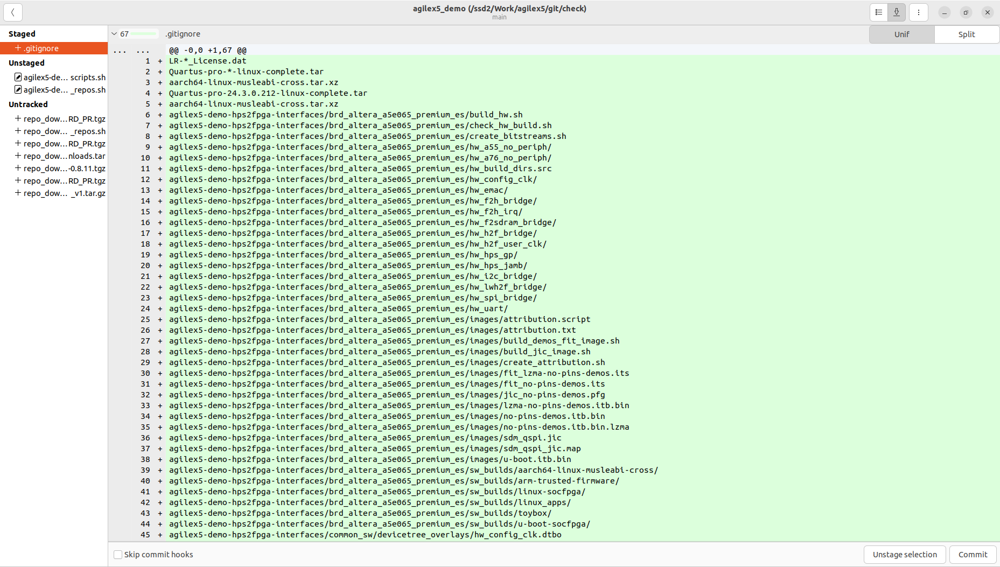 agilex5_demo (/ssd2/Work/agilex5/git/check)
main
Staged
.gitignore
Unstaged
agilex5-de... scripts.sh
agilex5-de... _repos.sh
Untracked
repo_dow...RD_PR.tgz
repo_dow... _repos.sh
repo_dow...RD_PR.tgz
repo_dow...nloads.tar
repo_dow...-0.8.11.tgz
repo_dow...RD_PR.tgz
repo_dow... _v1.tar.gz
67 .gitignore
Unif Split
... ... @@ -0,0 +1,67 @@
1 + LR-*_License.dat
2 + Quartus-pro-*-linux-complete.tar
3 + aarch64-linux-musleabi-cross.tar.xz
4 + Quartus-pro-24.3.0.212-linux-complete.tar
5 + aarch64-linux-musleabi-cross.tar.xz
6 + agilex5-demo-hps2fpga-interfaces/brd_altera_a5e065_premium_es/build_hw.sh
7 + agilex5-demo-hps2fpga-interfaces/brd_altera_a5e065_premium_es/check_hw_build.sh
8 + agilex5-demo-hps2fpga-interfaces/brd_altera_a5e065_premium_es/create_bitstreams.sh
9 + agilex5-demo-hps2fpga-interfaces/brd_altera_a5e065_premium_es/hw_a55_no_periph/
10 + agilex5-demo-hps2fpga-interfaces/brd_altera_a5e065_premium_es/hw_a76_no_periph/
11 + agilex5-demo-hps2fpga-interfaces/brd_altera_a5e065_premium_es/hw_build_dirs.src
12 + agilex5-demo-hps2fpga-interfaces/brd_altera_a5e065_premium_es/hw_config_clk/
13 + agilex5-demo-hps2fpga-interfaces/brd_altera_a5e065_premium_es/hw_emac/
14 + agilex5-demo-hps2fpga-interfaces/brd_altera_a5e065_premium_es/hw_f2h_bridge/
15 + agilex5-demo-hps2fpga-interfaces/brd_altera_a5e065_premium_es/hw_f2h_irq/
16 + agilex5-demo-hps2fpga-interfaces/brd_altera_a5e065_premium_es/hw_f2sdram_bridge/
17 + agilex5-demo-hps2fpga-interfaces/brd_altera_a5e065_premium_es/hw_h2f_bridge/
18 + agilex5-demo-hps2fpga-interfaces/brd_altera_a5e065_premium_es/hw_h2f_user_clk/
19 + agilex5-demo-hps2fpga-interfaces/brd_altera_a5e065_premium_es/hw_hps_gp/
20 + agilex5-demo-hps2fpga-interfaces/brd_altera_a5e065_premium_es/hw_hps_jamb/
21 + agilex5-demo-hps2fpga-interfaces/brd_altera_a5e065_premium_es/hw_i2c_bridge/
22 + agilex5-demo-hps2fpga-interfaces/brd_altera_a5e065_premium_es/hw_lwh2f_bridge/
23 + agilex5-demo-hps2fpga-interfaces/brd_altera_a5e065_premium_es/hw_spi_bridge/
24 + agilex5-demo-hps2fpga-interfaces/brd_altera_a5e065_premium_es/hw_uart/
25 + agilex5-demo-hps2fpga-interfaces/brd_altera_a5e065_premium_es/images/attribution.script
26 + agilex5-demo-hps2fpga-interfaces/brd_altera_a5e065_premium_es/images/attribution.txt
27 + agilex5-demo-hps2fpga-interfaces/brd_altera_a5e065_premium_es/images/build_demos_fit_image.sh
28 + agilex5-demo-hps2fpga-interfaces/brd_altera_a5e065_premium_es/images/build_jic_image.sh
29 + agilex5-demo-hps2fpga-interfaces/brd_altera_a5e065_premium_es/images/create_attribution.sh
30 + agilex5-demo-hps2fpga-interfaces/brd_altera_a5e065_premium_es/images/fit_lzma-no-pins-demos.its
31 + agilex5-demo-hps2fpga-interfaces/brd_altera_a5e065_premium_es/images/fit_no-pins-demos.its
32 + agilex5-demo-hps2fpga-interfaces/brd_altera_a5e065_premium_es/images/jic_no-pins-demos.pfg
33 + agilex5-demo-hps2fpga-interfaces/brd_altera_a5e065_premium_es/images/lzma-no-pins-demos.itb.bin
34 + agilex5-demo-hps2fpga-interfaces/brd_altera_a5e065_premium_es/images/no-pins-demos.itb.bin
35 + agilex5-demo-hps2fpga-interfaces/brd_altera_a5e065_premium_es/images/no-pins-demos.itb.bin.lzma
36 + agilex5-demo-hps2fpga-interfaces/brd_altera_a5e065_premium_es/images/sdm_qspi.jic
37 + agilex5-demo-hps2fpga-interfaces/brd_altera_a5e065_premium_es/images/sdm_qspi_jic.map
38 + agilex5-demo-hps2fpga-interfaces/brd_altera_a5e065_premium_es/images/u-boot.itb.bin
39 + agilex5-demo-hps2fpga-interfaces/brd_altera_a5e065_premium_es/sw_builds/aarch64-linux-musleabi-cross/
40 + agilex5-demo-hps2fpga-interfaces/brd_altera_a5e065_premium_es/sw_builds/arm-trusted-firmware/
41 + agilex5-demo-hps2fpga-interfaces/brd_altera_a5e065_premium_es/sw_builds/linux-socfpga/
42 + agilex5-demo-hps2fpga-interfaces/brd_altera_a5e065_premium_es/sw_builds/linux_apps/
43 + agilex5-demo-hps2fpga-interfaces/brd_altera_a5e065_premium_es/sw_builds/toybox/
44 + agilex5-demo-hps2fpga-interfaces/brd_altera_a5e065_premium_es/sw_builds/u-boot-socfpga/
45 + agilex5-demo-hps2fpga-interfaces/common_sw/devicetree_overlays/hw_config_clk.dtbo
Skip commit hooks
Unstage selection Commit